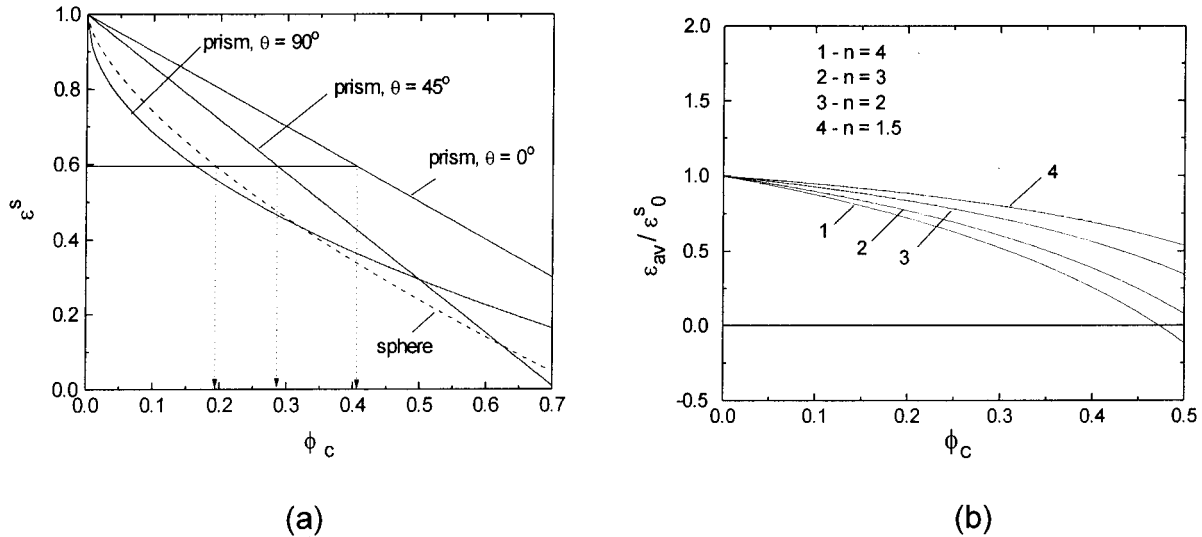 1.0
0.8
0.6
0.4
0.2
0.0
ε^s
prism, θ = 90°
prism, θ = 45°
prism, θ = 0°
sphere
0.0 0.1 0.2 0.3 0.4 0.5 0.6 0.7
ϕ_c
(a)
2.0
1.5
1.0
0.5
0.0
-0.5
ε_av / ε^s_0
1 - n = 4
2 - n = 3
3 - n = 2
4 - n = 1.5
4
1
2
3
0.0 0.1 0.2 0.3 0.4 0.5
ϕ_c
(b)